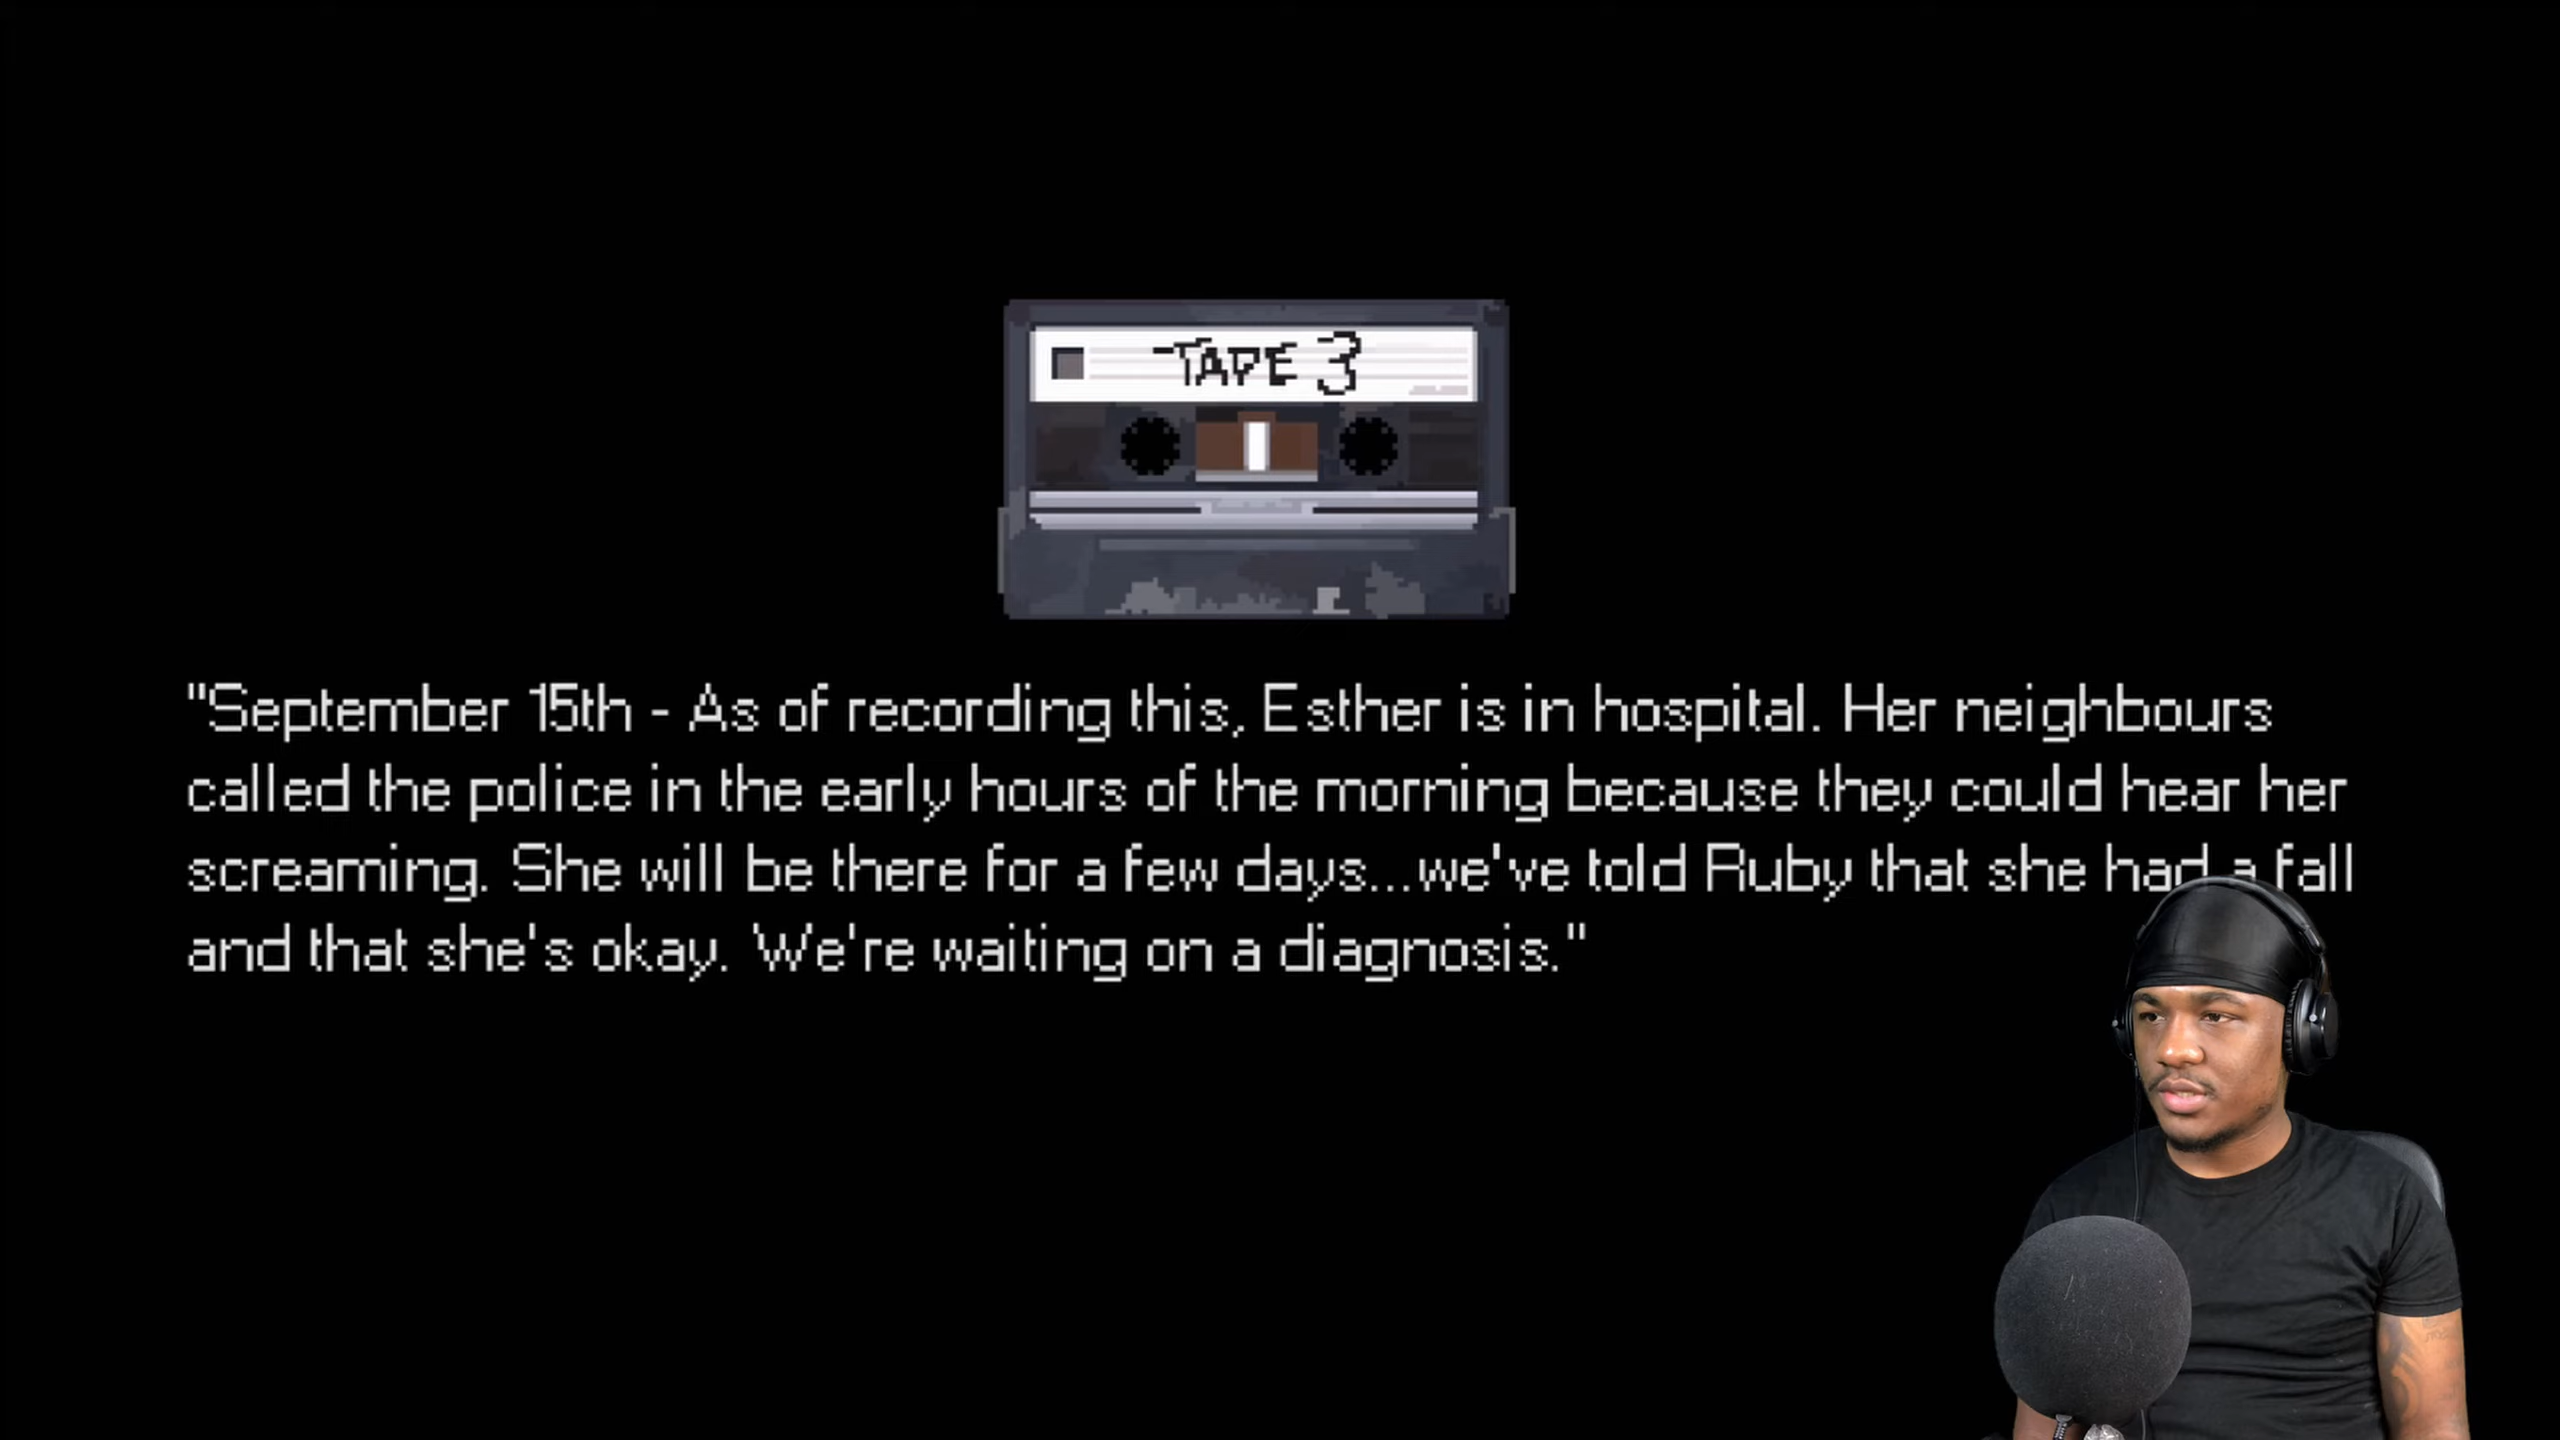 TAPE 3
"September 15th - As of recording this, Esther is in hospital. Her neighbours
called the police in the early hours of the morning because they could hear her
screaming. She will be there for a few days...we've told Ruby that she had a fall
and that she's okay. We're waiting on a diagnosis."